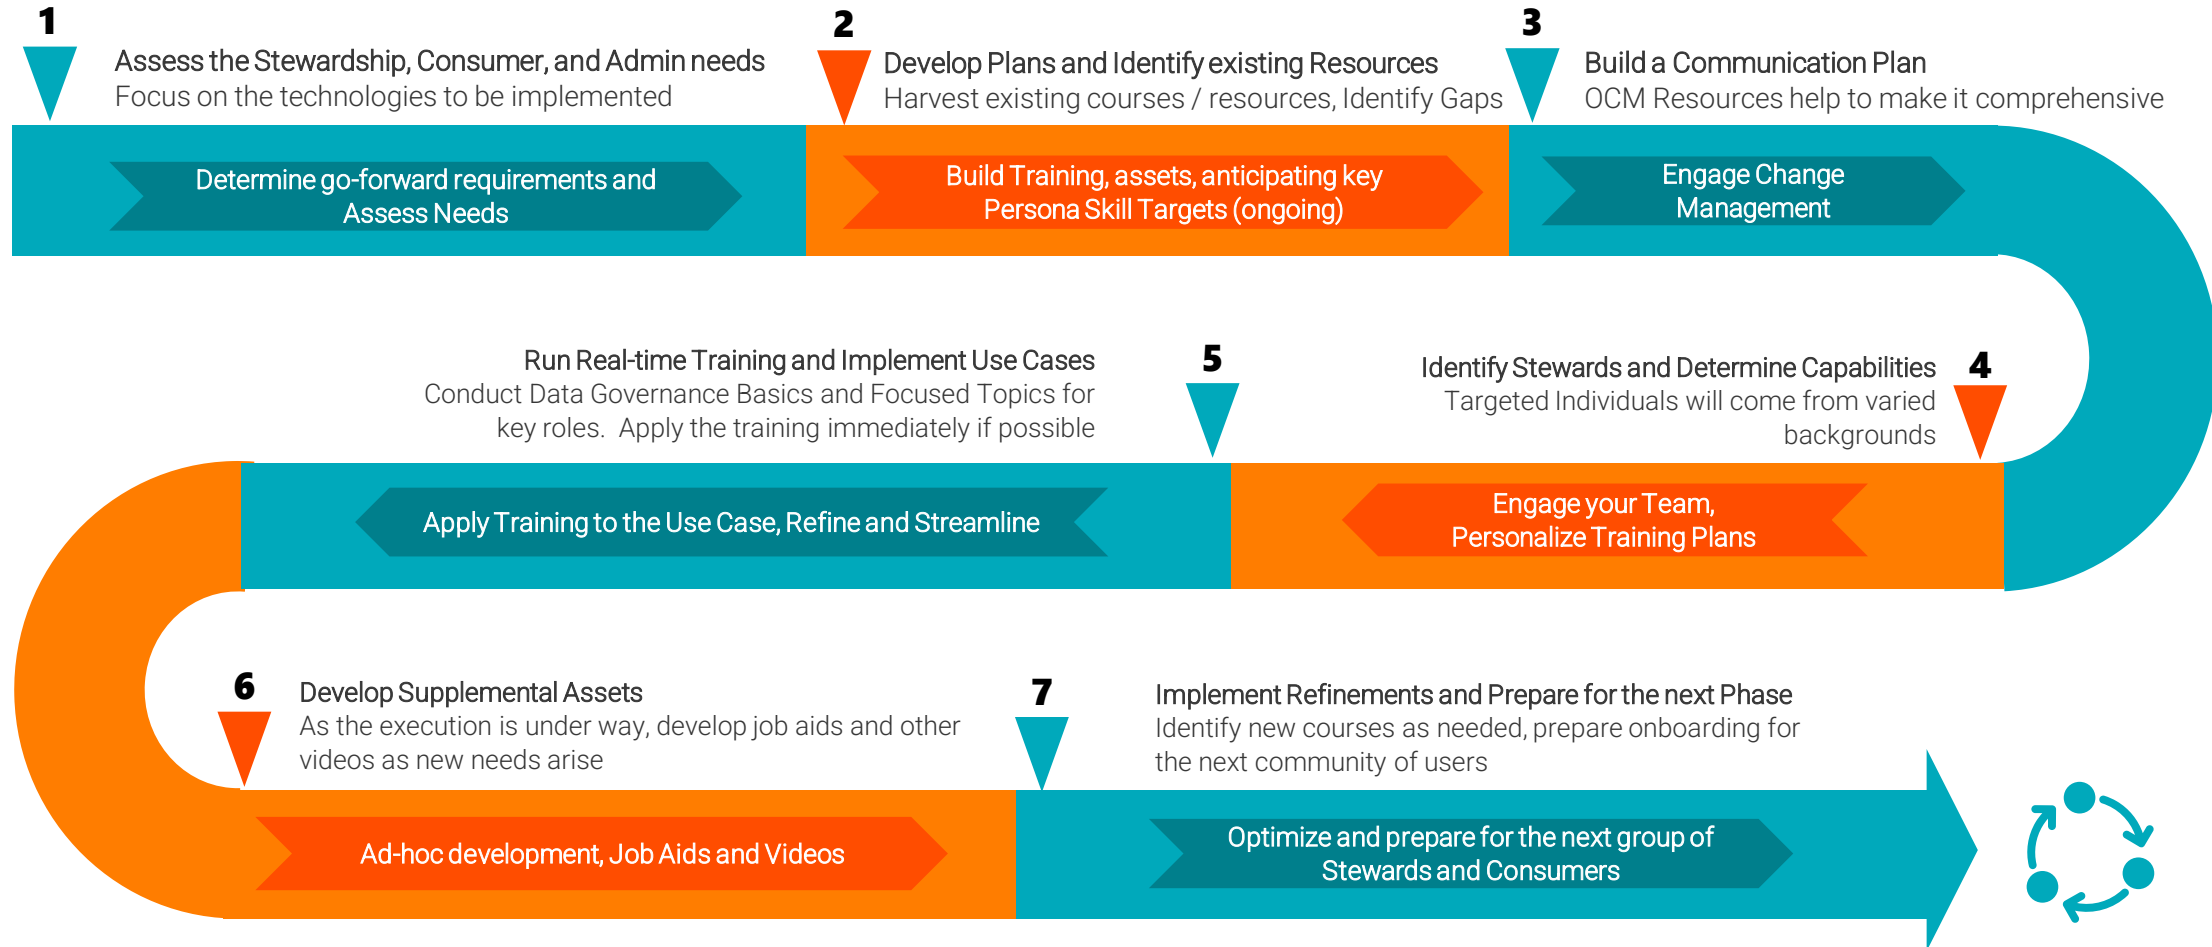 1
Assess the Stewardship, Consumer, and Admin needs
Focus on the technologies to be implemented
Determine go-forward requirements and
Assess Needs
2
Develop Plans and Identify existing Resources
Harvest existing courses / resources, Identify Gaps
Build Training, assets, anticipating key
Persona Skill Targets (ongoing)
3
Build a Communication Plan
OCM Resources help to make it comprehensive
Engage Change
Management
4
Identify Stewards and Determine Capabilities
Targeted Individuals will come from varied
backgrounds
Engage your Team,
Personalize Training Plans
5
Run Real-time Training and Implement Use Cases
Conduct Data Governance Basics and Focused Topics for
key roles.  Apply the training immediately if possible
Apply Training to the Use Case, Refine and Streamline
6
Develop Supplemental Assets
As the execution is under way, develop job aids and other
videos as new needs arise
Ad-hoc development, Job Aids and Videos
7
Implement Refinements and Prepare for the next Phase
Identify new courses as needed, prepare onboarding for
the next community of users
Optimize and prepare for the next group of
Stewards and Consumers